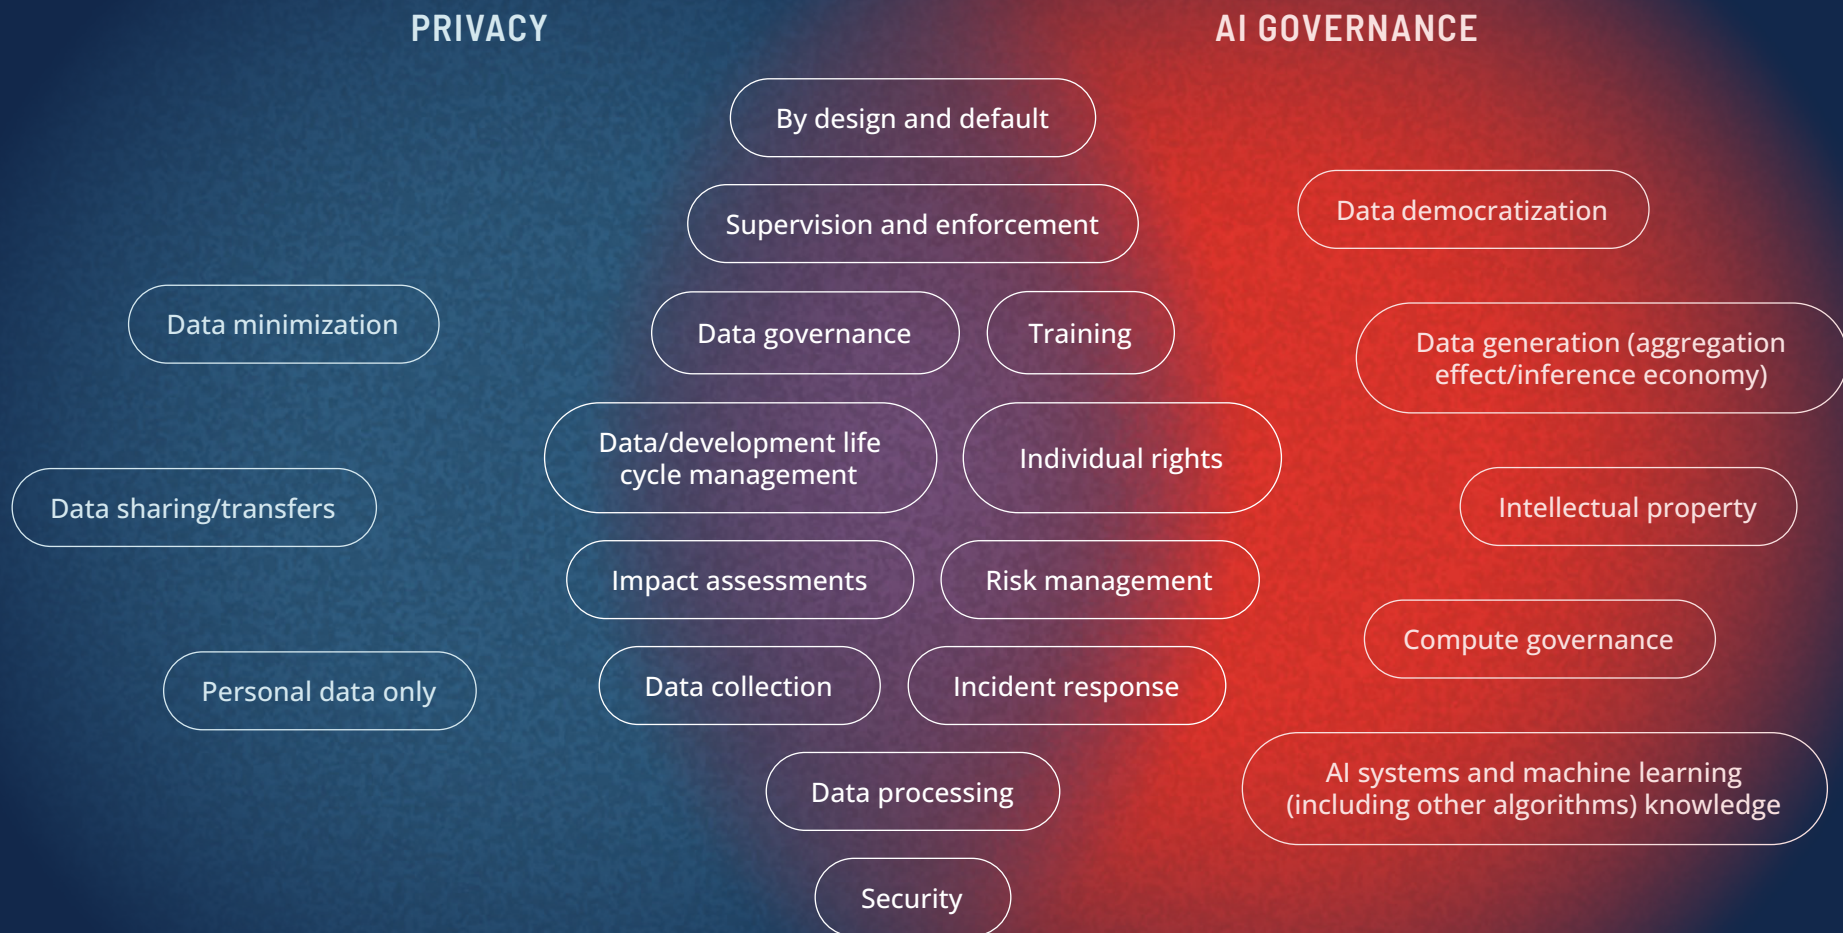 PRIVACY
AI GOVERNANCE
By design and default
Supervision and enforcement
Data democratization
Data minimization
Data governance
Training
Data generation (aggregation
effect/inference economy)
Data/development life
cycle management
Individual rights
Data sharing/transfers
Intellectual property
Impact assessments
Risk management
Compute governance
Personal data only
Data collection
Incident response
Data processing
AI systems and machine learning
(including other algorithms) knowledge
Security